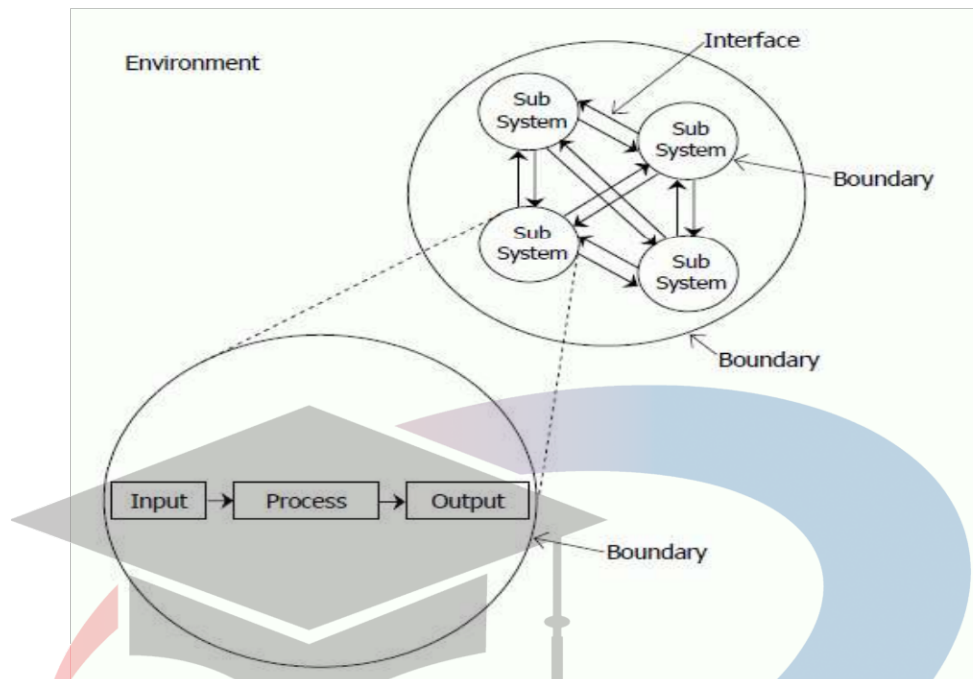 Interface
Environment
Sub
System
Sub
System
Boundary
Sub
System
Sub
System
Boundary
Input
Process
Output
Boundary